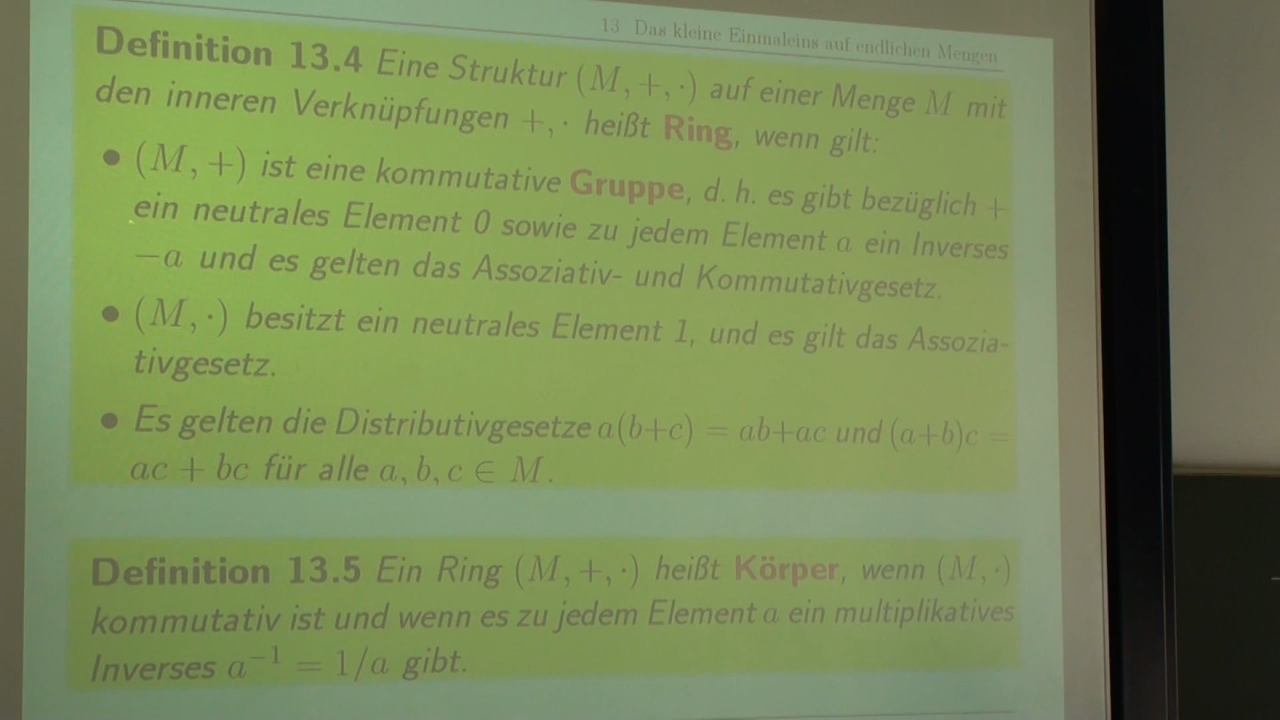 13 Das kleine Einmaleins auf endlichen Mengen
Definition 13.4 Eine Struktur (M, +, ·) auf einer Menge M mit
den inneren Verknüpfungen +, · heißt Ring, wenn gilt:
• (M, +) ist eine kommutative Gruppe, d. h. es gibt bezüglich +
ein neutrales Element 0 sowie zu jedem Element a ein Inverses
−a und es gelten das Assoziativ- und Kommutativgesetz.
• (M, ·) besitzt ein neutrales Element 1, und es gilt das Assozia-
tivgesetz.
• Es gelten die Distributivgesetze a(b+c) = ab+ac und (a+b)c =
ac + bc für alle a, b, c ∈ M.
Definition 13.5 Ein Ring (M, +, ·) heißt Körper, wenn (M, ·)
kommutativ ist und wenn es zu jedem Element a ein multiplikatives
Inverses a⁻¹ = 1/a gibt.